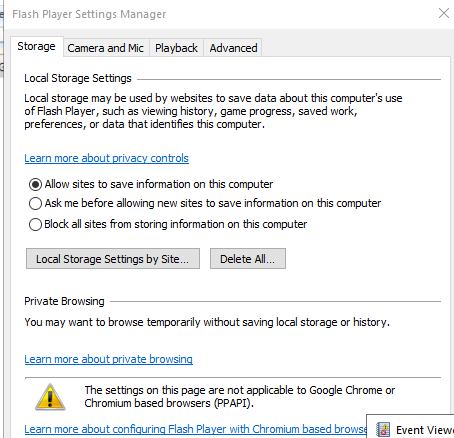 Flash Player Settings Manager
Storage
Camera and Mic
Playback
Advanced
Local Storage Settings
Local storage may be used by websites to save data about this computer's use
of Flash Player, such as viewing history, game progress, saved work,
preferences, or data that identifies this computer.
Learn more about privacy controls
Allow sites to save information on this computer
Ask me before allowing new sites to save information on this computer
Block all sites from storing information on this computer
Local Storage Settings by Site...
Delete All...
Private Browsing
You may want to browse temporarily without saving local storage or history.
Learn more about private browsing
The settings on this page are not applicable to Google Chrome or
Chromium based browsers (PPAPI).
Learn more about configuring Flash Player with Chromium based browse
Event Viewe